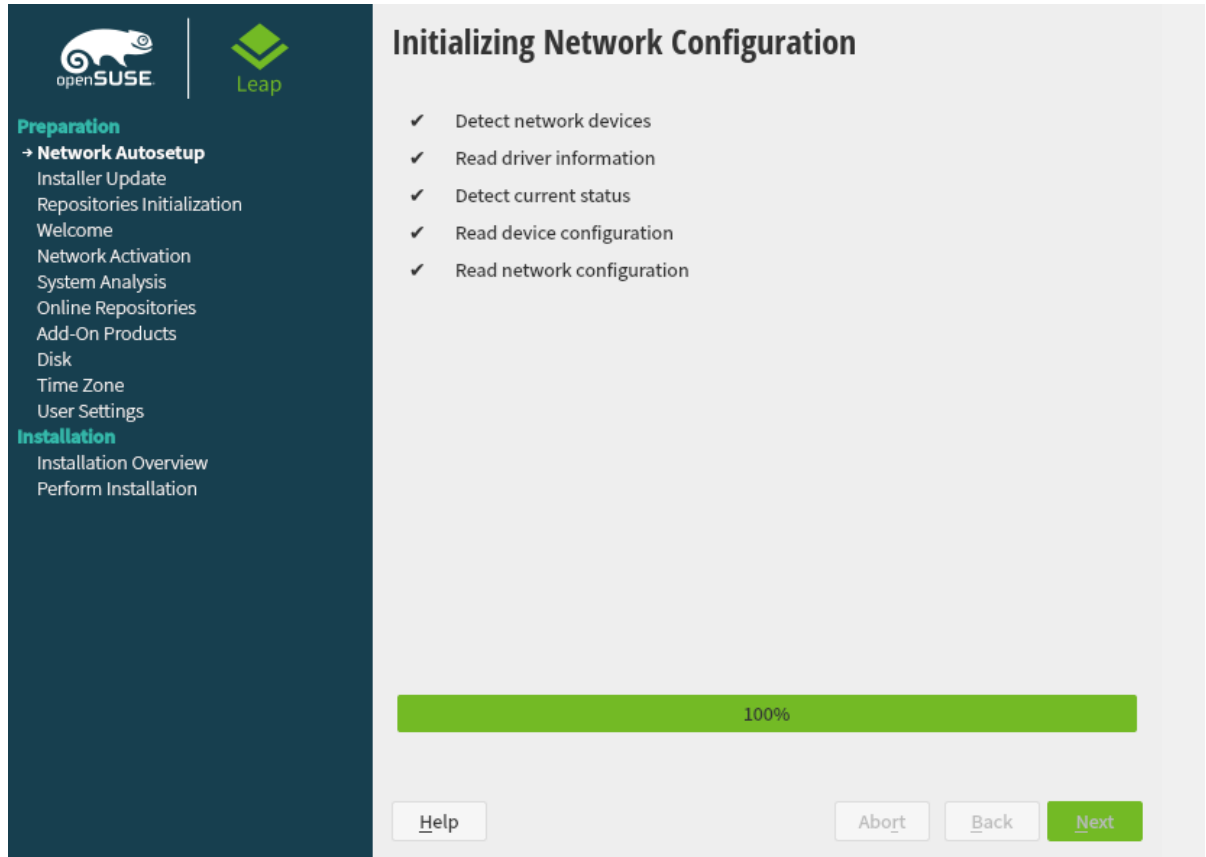 openSUSE.
Leap
Preparation
→ Network Autosetup
Installer Update
Repositories Initialization
Welcome
Network Activation
System Analysis
Online Repositories
Add-On Products
Disk
Time Zone
User Settings
Installation
Installation Overview
Perform Installation
Initializing Network Configuration
✔ Detect network devices
✔ Read driver information
✔ Detect current status
✔ Read device configuration
✔ Read network configuration
100%
Help Abort Back Next